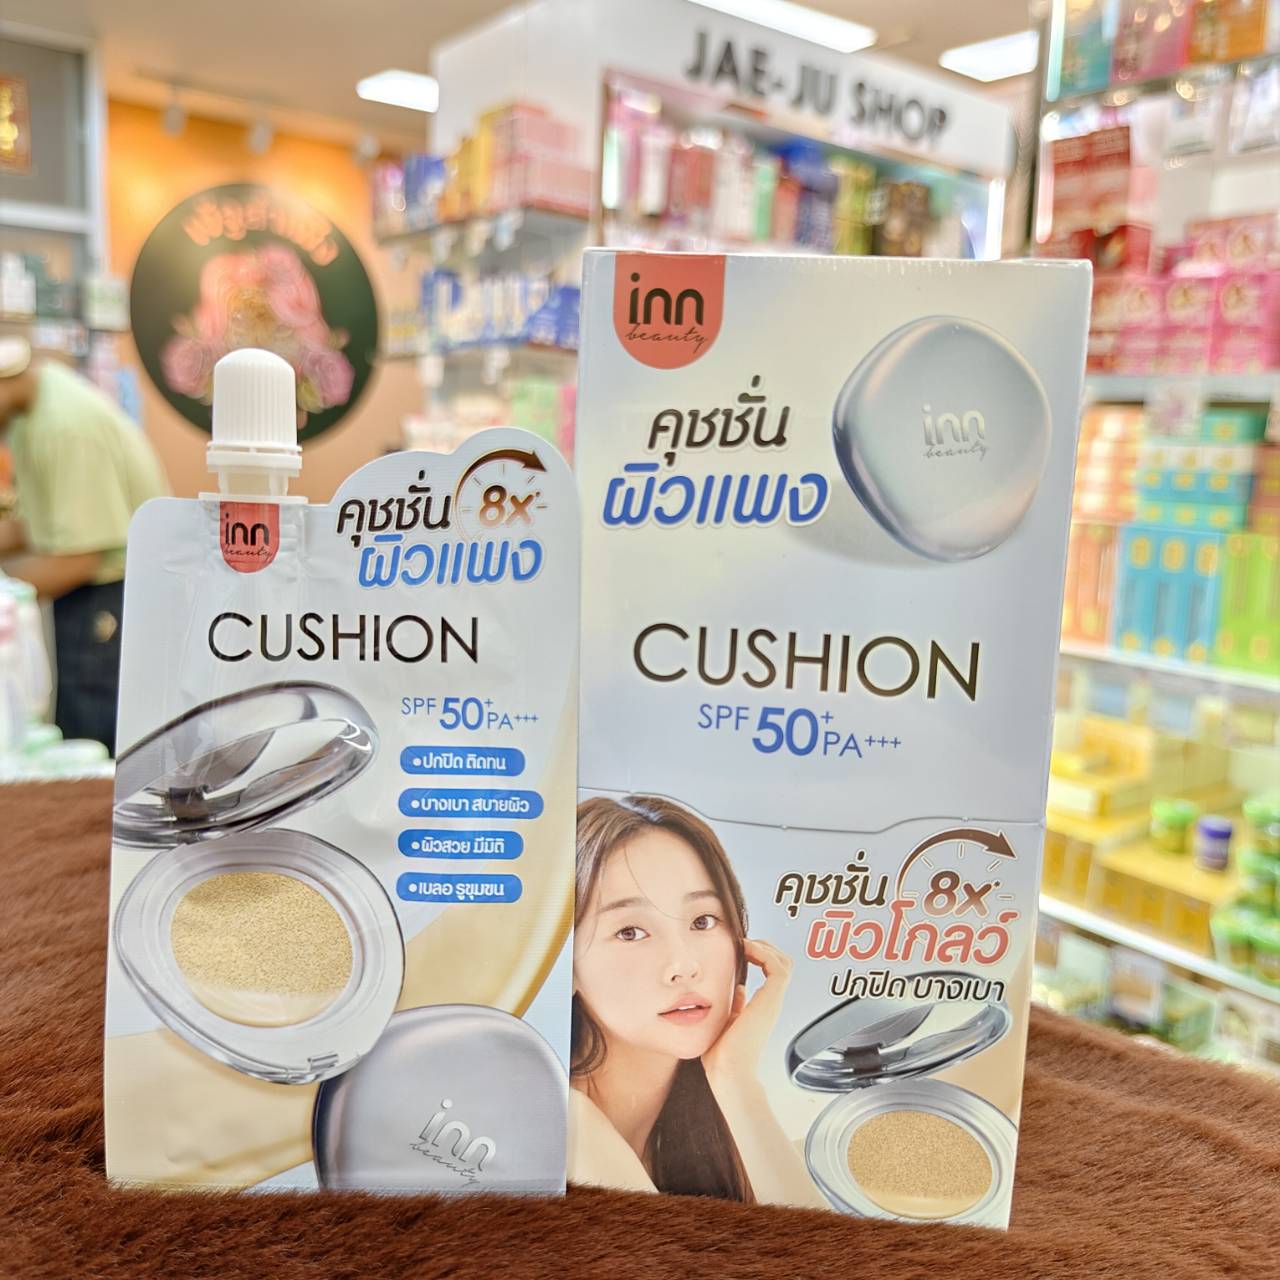 JAE-JU SHOP
inn
beauty
คุชชั่น
8x
ผิวแพง
CUSHION
SPF 50+ PA+++
•ปกปิด ติดทน
•บางเบา สบายผิว
•ผิวสวย มีมิติ
•เบลอ รูขุมขน
inn
beauty
inn
beauty
คุชชั่น
ผิวแพง
inn
beauty
CUSHION
SPF 50+ PA+++
คุชชั่น
8x
ผิวโกลว์
ปกปิด บางเบา